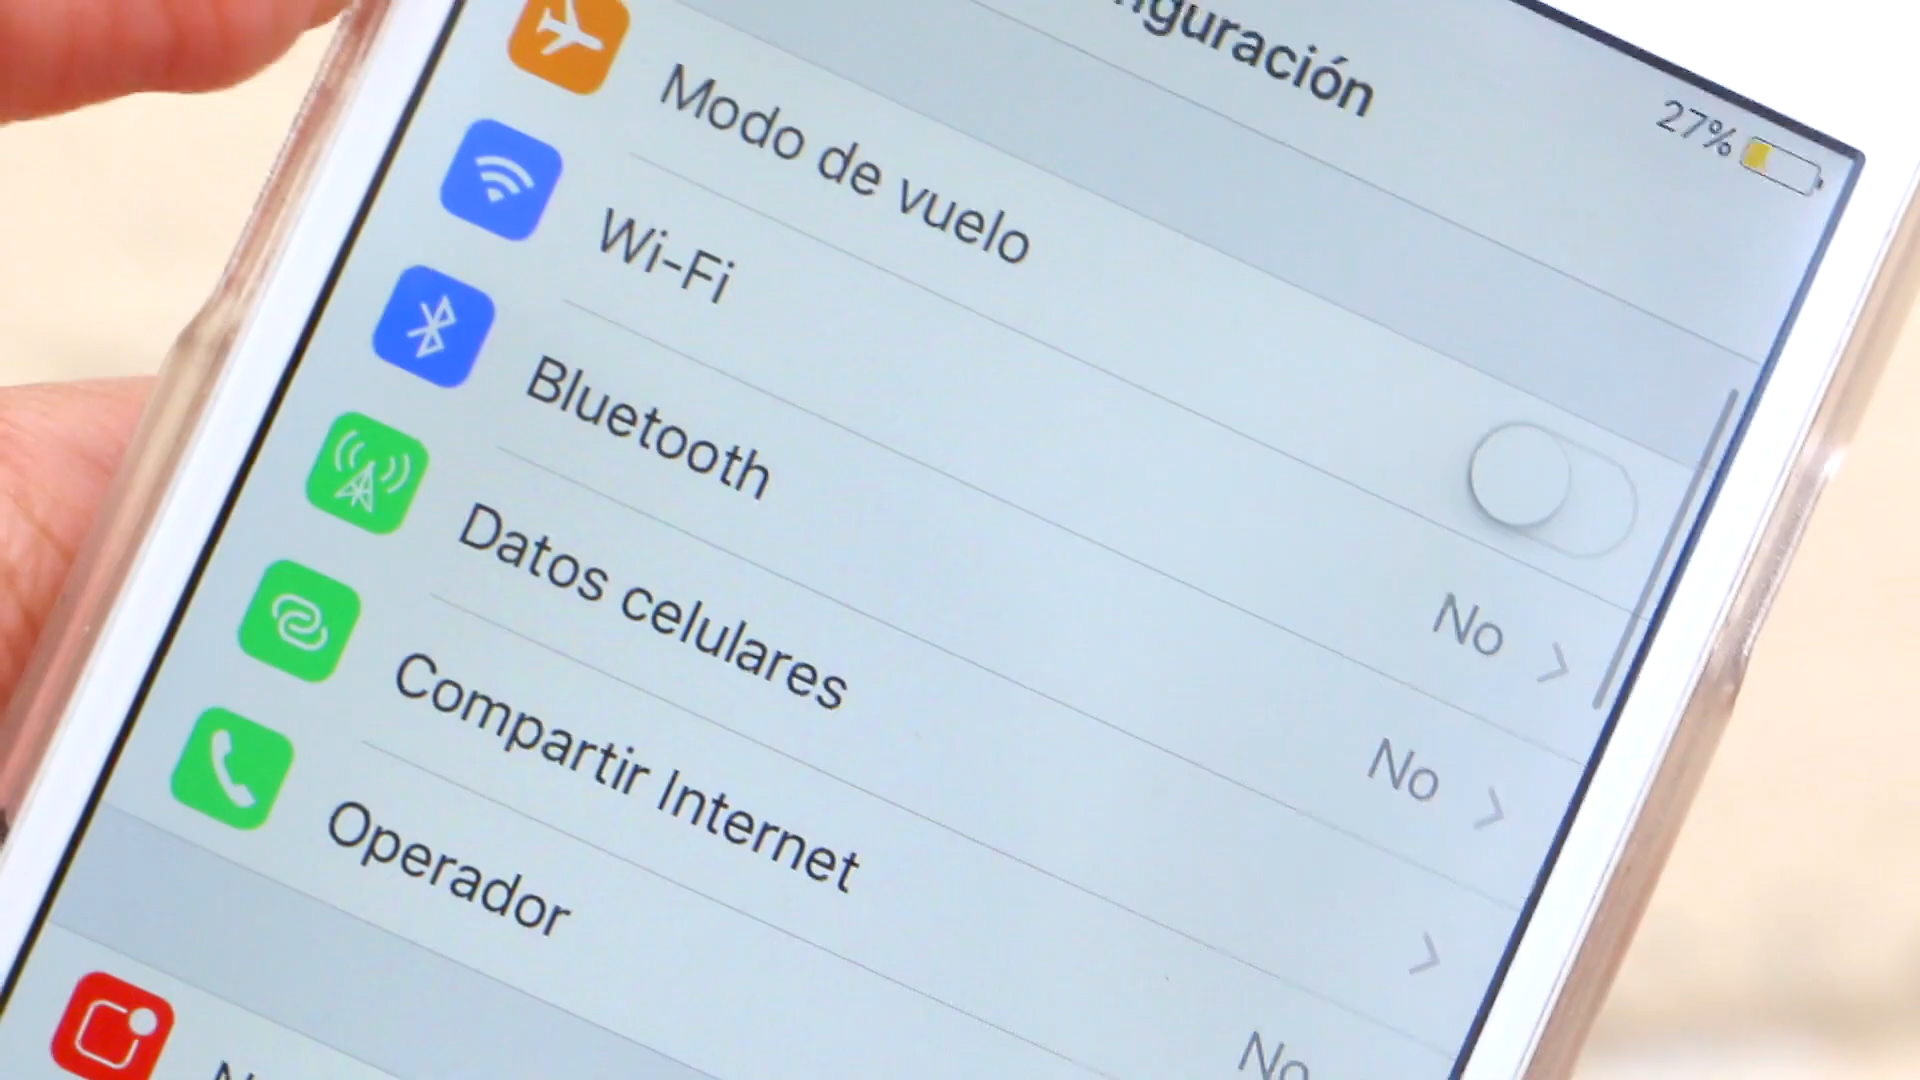 nguración
27%
Modo de vuelo
Wi-Fi
No
Bluetooth
No
Datos celulares
Compartir Internet
No
Operador
N